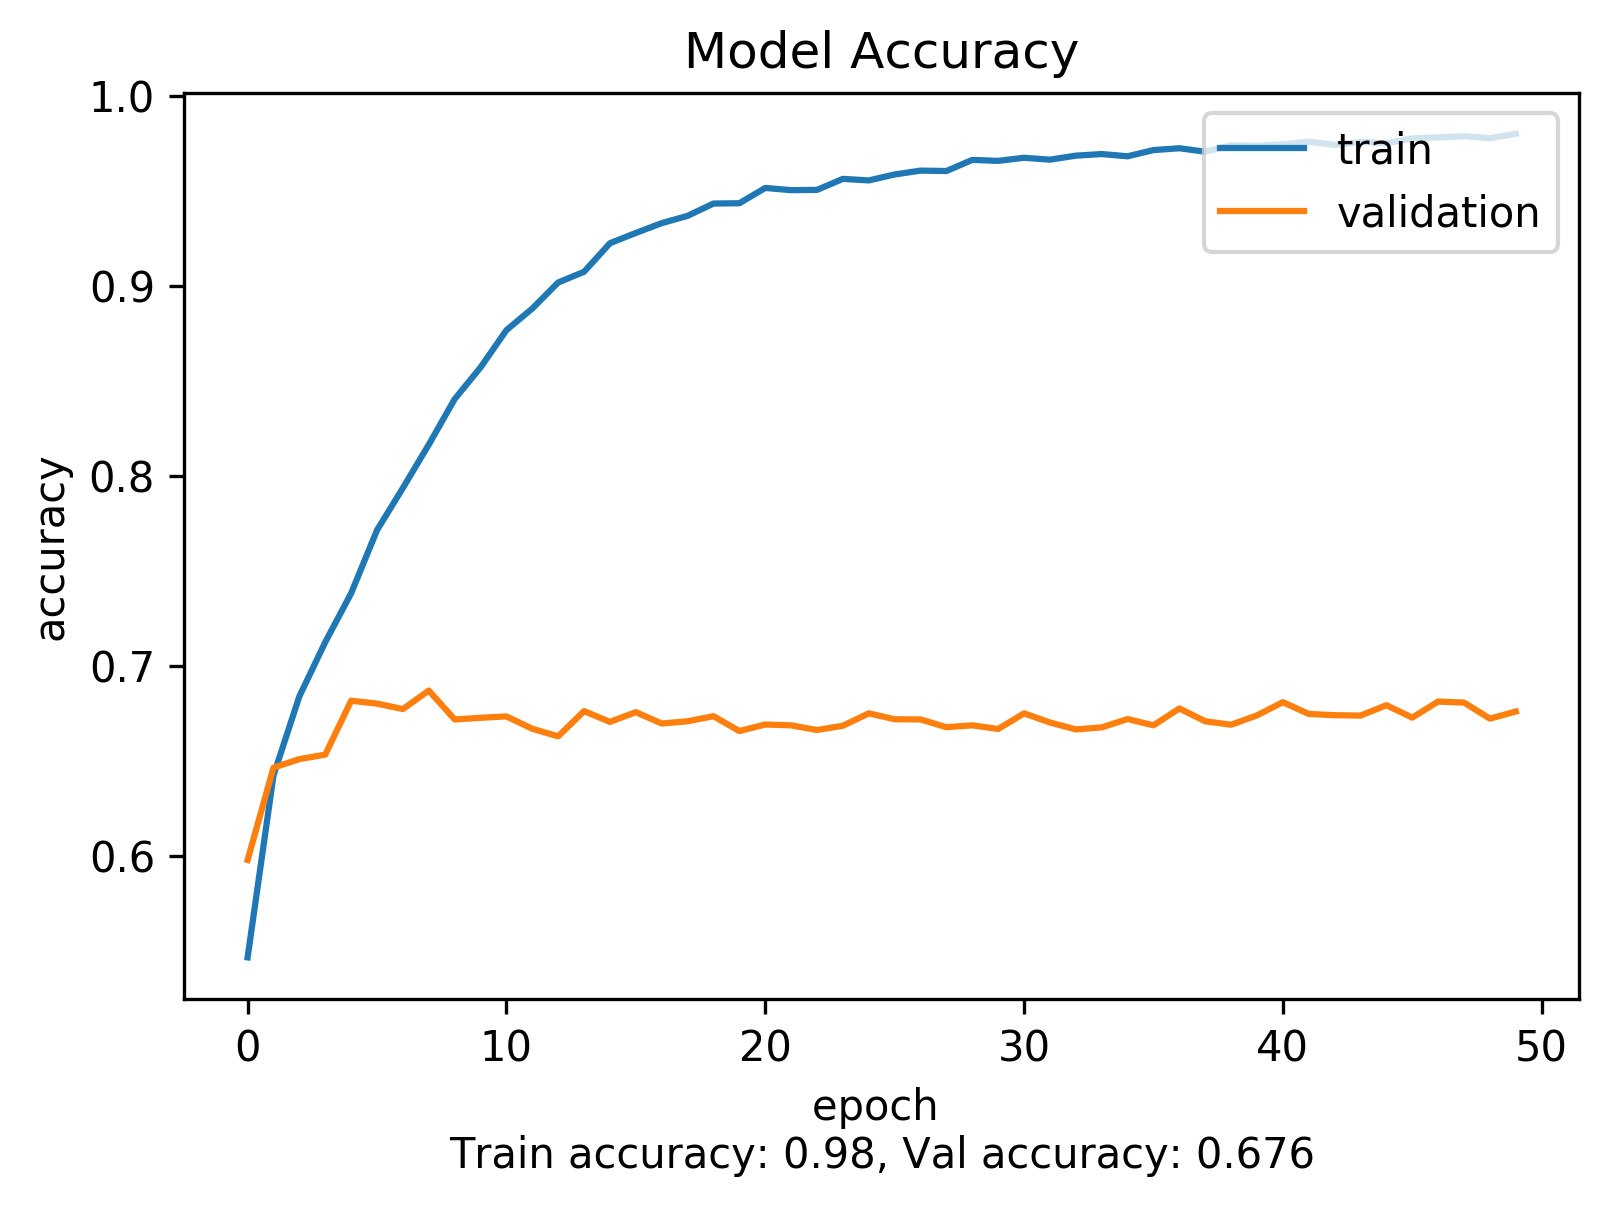 Model Accuracy
1.0
0.9
0.8
0.7
0.6
accuracy
train
validation
0 10 20 30 40 50
epoch
Train accuracy: 0.98, Val accuracy: 0.676